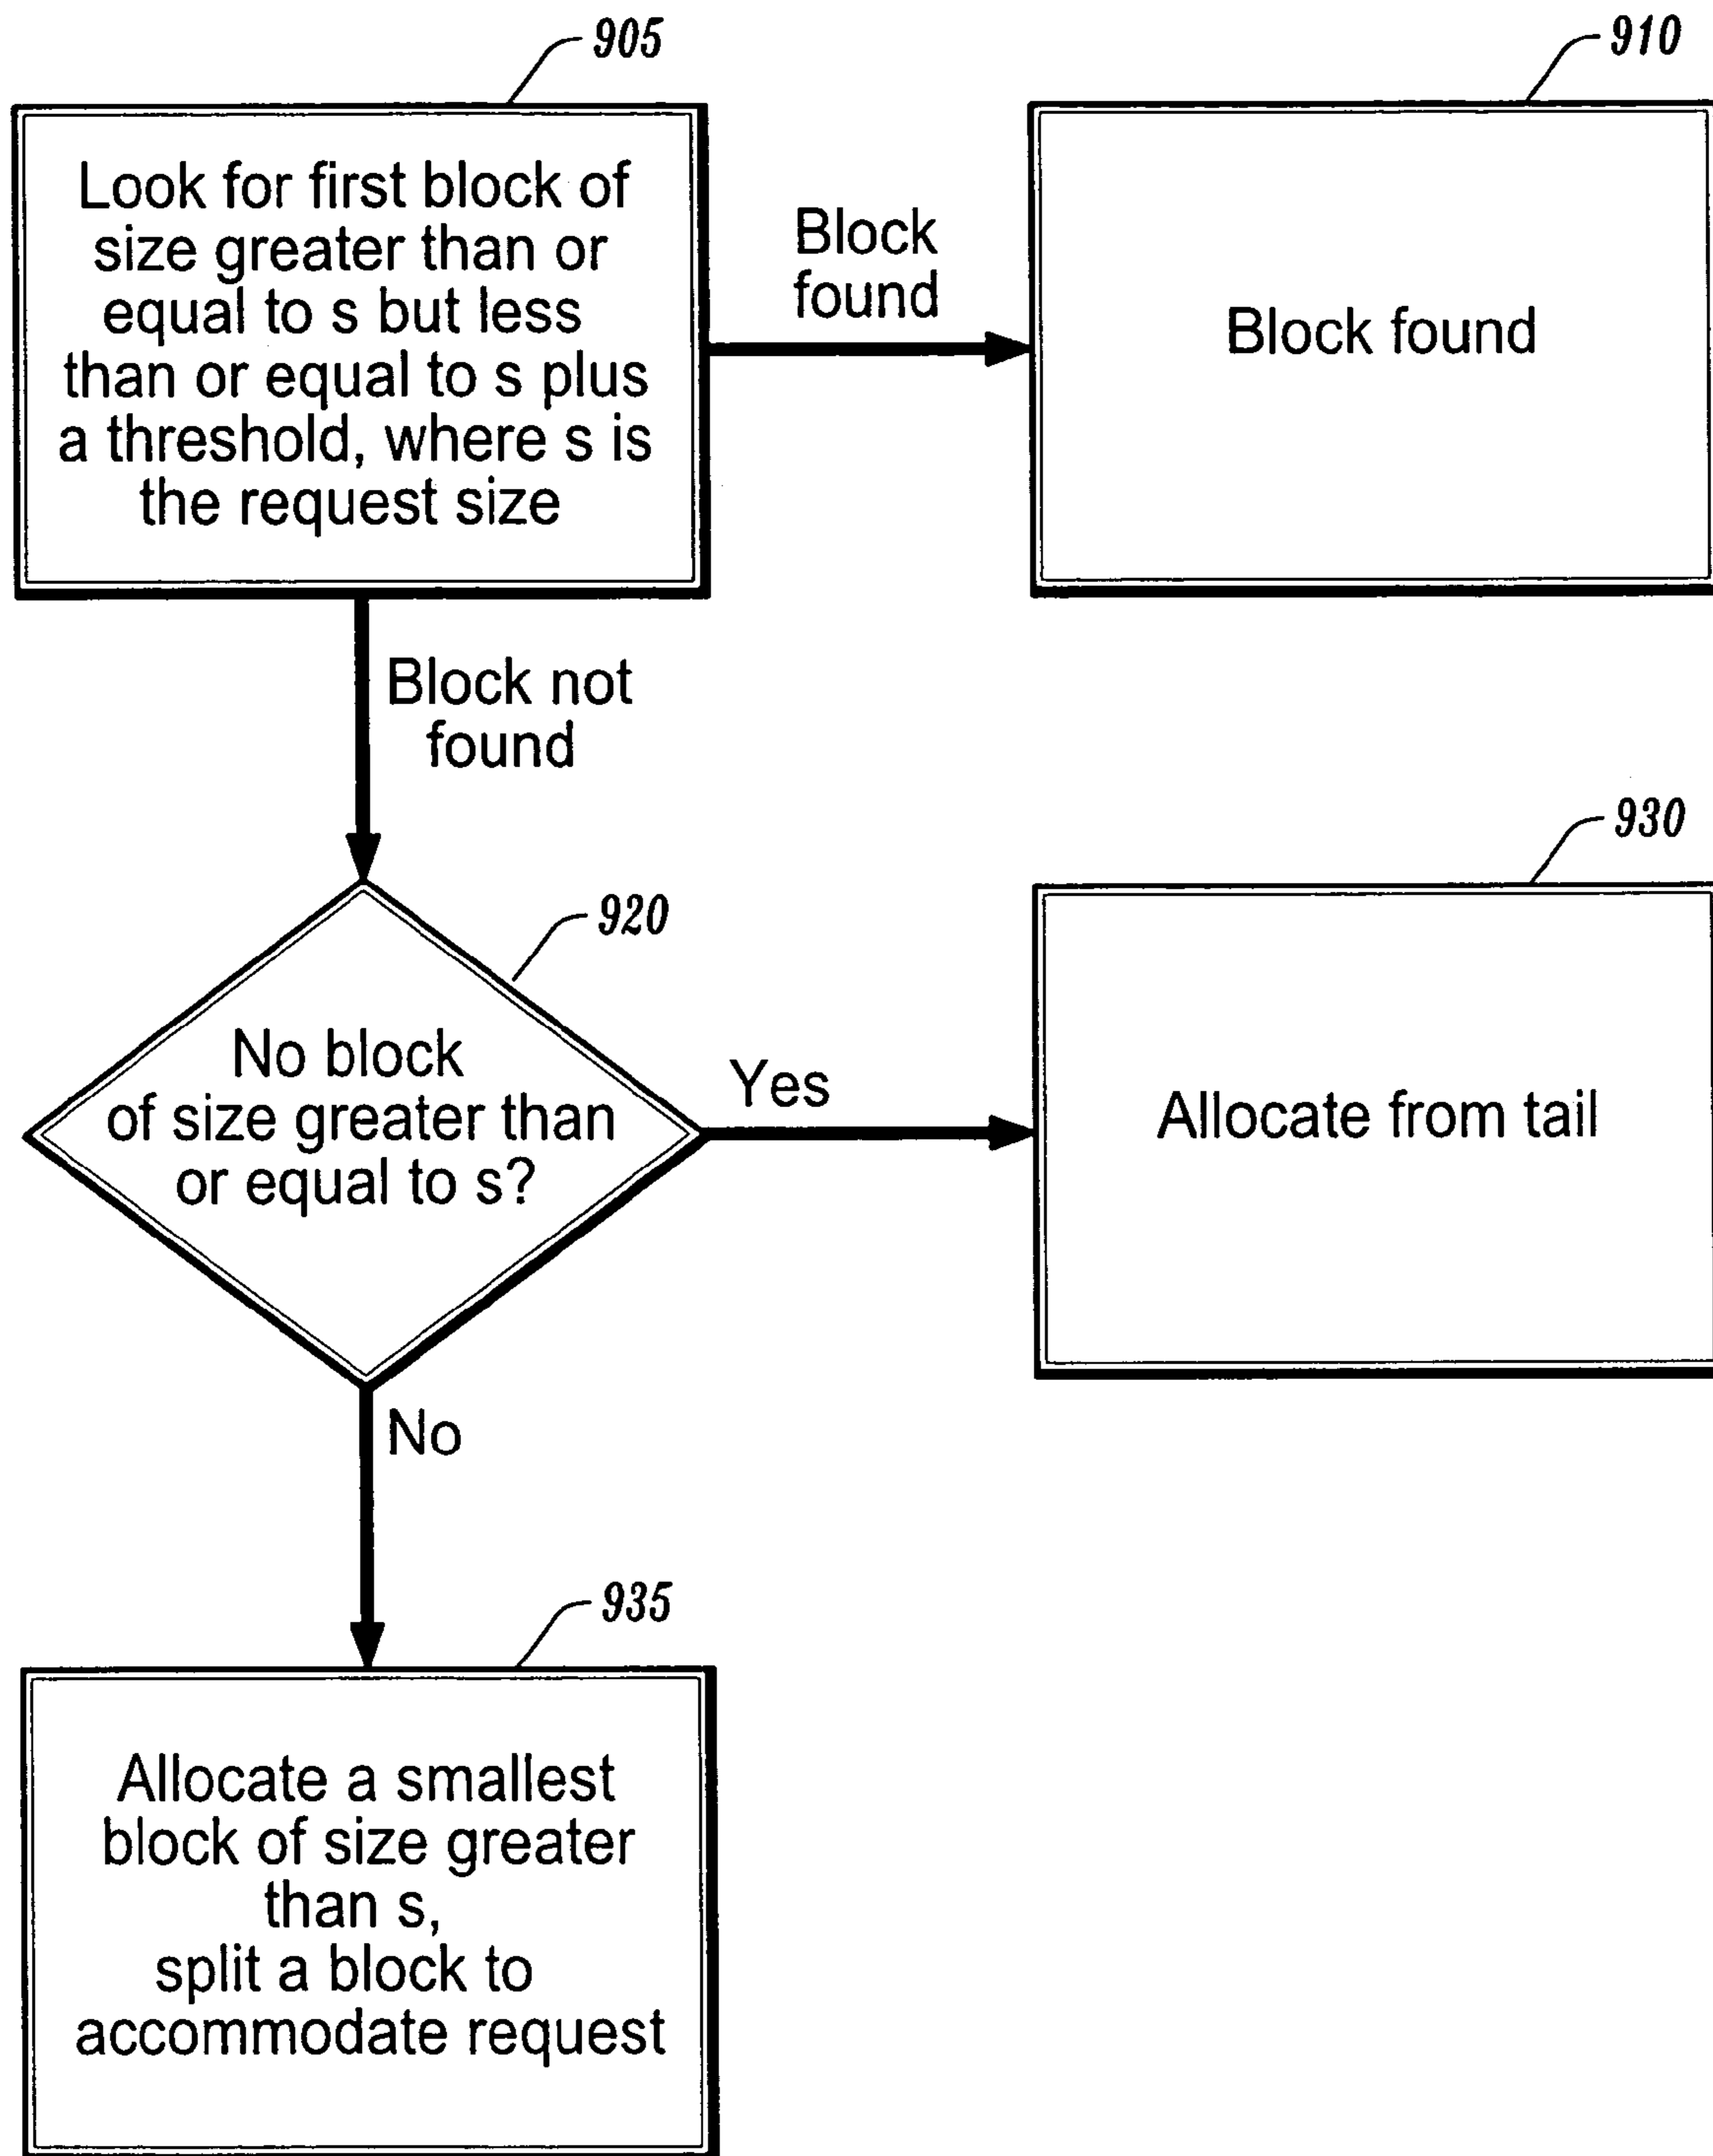 905
Look for first block of
size greater than or
equal to s but less
than or equal to s plus
a threshold, where s is
the request size
Block
found
910
Block found
Block not
found
920
No block
of size greater than
or equal to s?
Yes
930
Allocate from tail
No
935
Allocate a smallest
block of size greater
than s,
split a block to
accommodate request